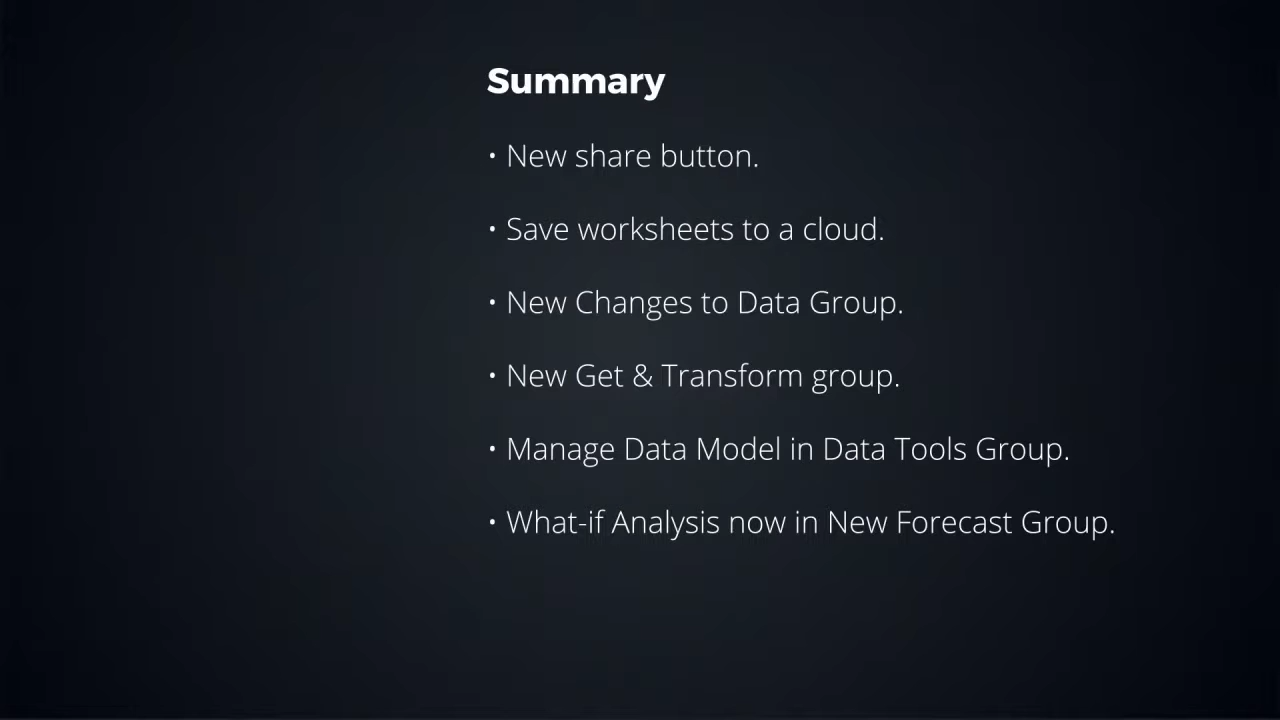 Summary
• New share button.
• Save worksheets to a cloud.
• New Changes to Data Group.
• New Get & Transform group.
• Manage Data Model in Data Tools Group.
• What-if Analysis now in New Forecast Group.